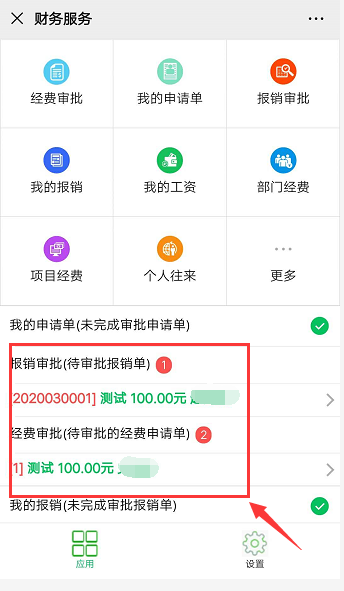 财务服务
经费审批 我的申请单 报销审批
我的报销 我的工资 部门经费
项目经费 个人往来 更多
我的申请单(未完成审批申请单)
报销审批(待审批报销单) 1
2020030001] 测试 100.00元
经费审批(待审批的经费申请单) 2
1] 测试 100.00元
我的报销(未完成审批报销单)
应用 设置